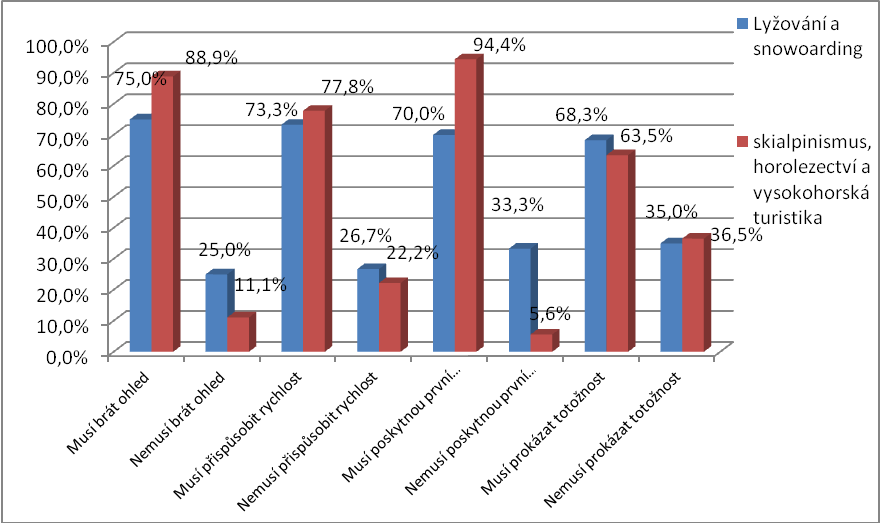 100,0%
90,0%
80,0%
70,0%
60,0%
50,0%
40,0%
30,0%
20,0%
10,0%
0,0%
75,0%
88,9%
25,0%
11,1%
73,3%
77,8%
26,7%
22,2%
70,0%
94,4%
33,3%
5,6%
68,3%
63,5%
35,0%
36,5%
Musí brát ohled
Nemusí brát ohled
Musí přispůsobit rychlost
Nemusí přispůsobit rychlost
Musí poskytnou první...
Nemusí poskytnou první...
Musí prokázat totožnost
Nemusí prokázat totožnost
Lyžování a
snowoarding
skialpinismus,
horolezectví a
vysokohorská
turistika